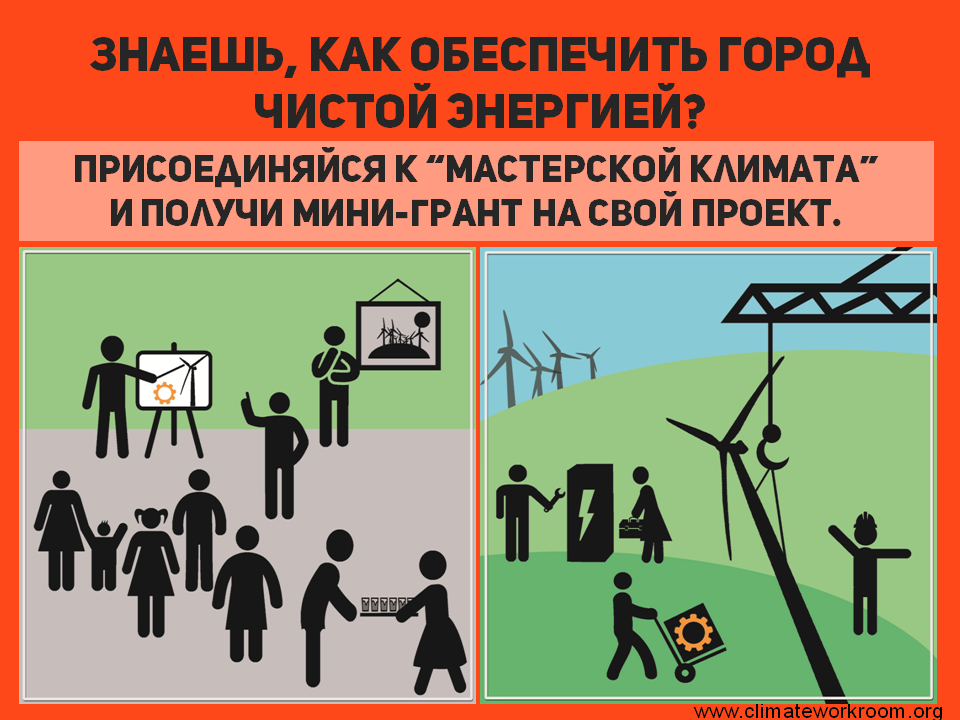 ЗНАЕШЬ, КАК ОБЕСПЕЧИТЬ ГОРОД
ЧИСТОЙ ЭНЕРГИЕЙ?
ПРИСОЕДИНЯЙСЯ К “МАСТЕРСКОЙ КЛИМАТА”
И ПОЛУЧИ МИНИ-ГРАНТ НА СВОЙ ПРОЕКТ.
www.climateworkroom.org